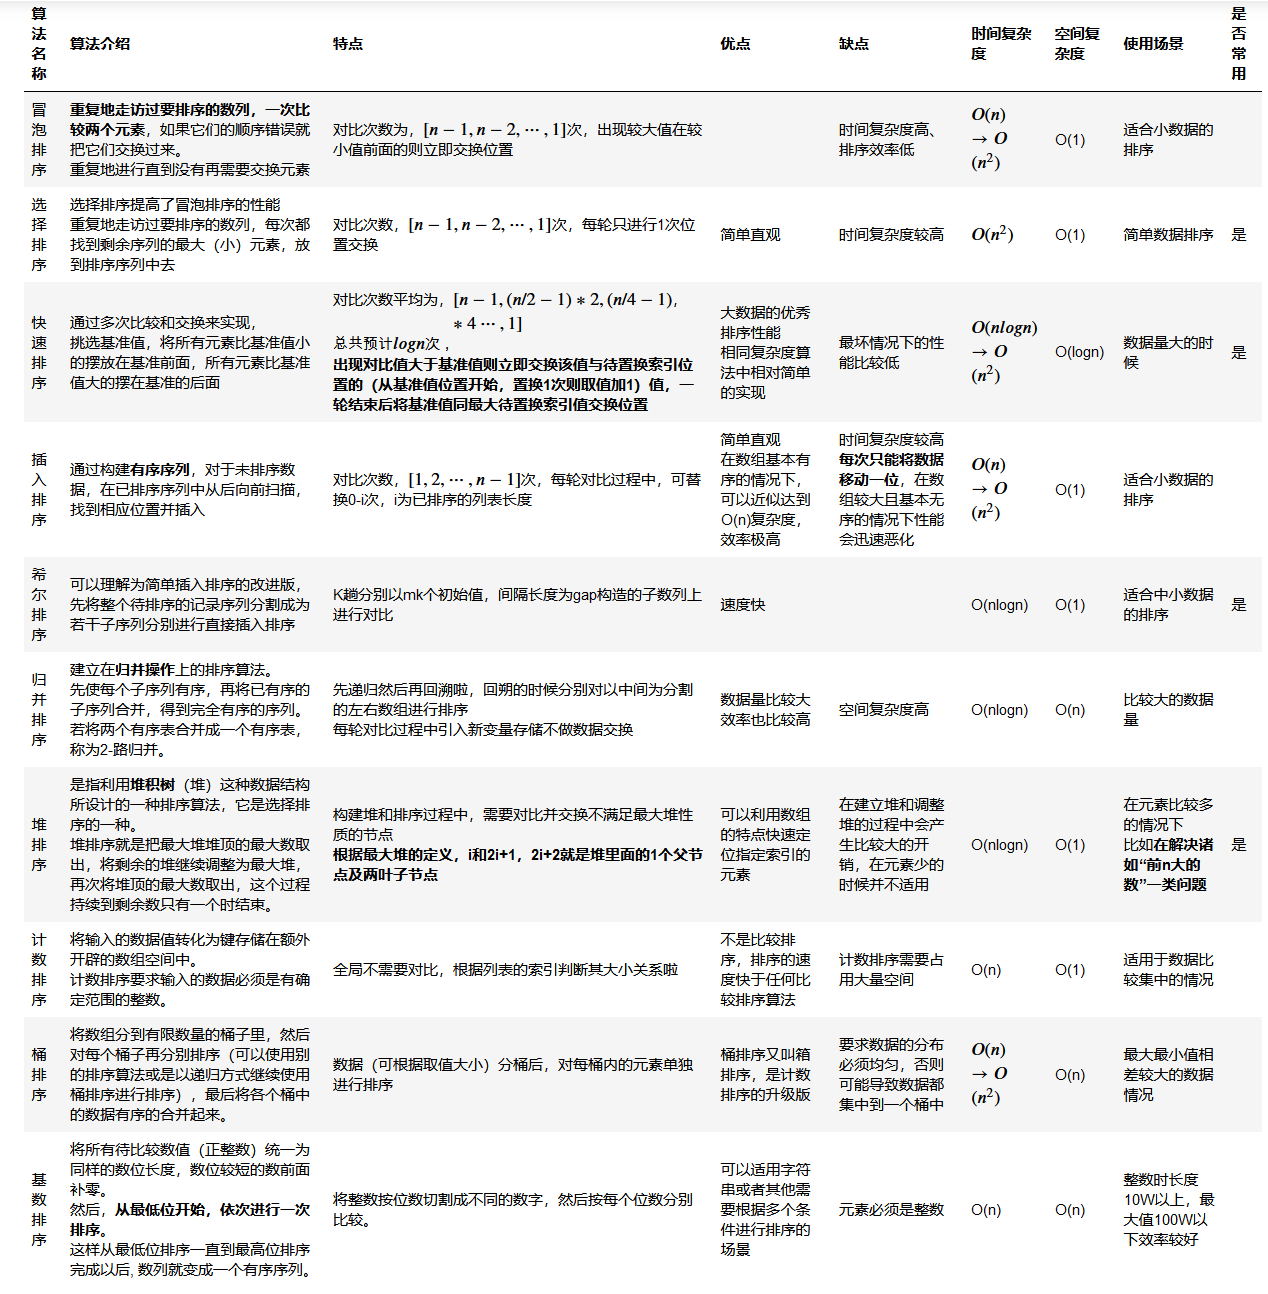 算
法
名
称
算法介绍
特点
优点
缺点
时间复杂
度
空间复
杂度
使用场景
是
否
常
用
冒
泡
排
序
重复地走访过要排序的数列，一次比
较两个元素，如果它们的顺序错误就
把它们交换过来。
重复地进行直到没有再需要交换元素
对比次数为，[n − 1, n − 2, ⋯ , 1]次，出现较大值在较
小值前面的则立即交换位置
时间复杂度高、
排序效率低
O(n)
→ O
(n²)
O(1)
适合小数据的
排序
选
择
排
序
选择排序提高了冒泡排序的性能
重复地走访过要排序的数列，每次都
找到剩余序列的最大（小）元素，放
到排序序列中去
对比次数，[n − 1, n − 2, ⋯ , 1]次，每轮只进行1次位
置交换
简单直观
时间复杂度较高
O(n²)
O(1)
简单数据排序
是
快
速
排
序
通过多次比较和交换来实现，
挑选基准值，将所有元素比基准值小
的摆放在基准前面，所有元素比基准
值大的摆在基准的后面
对比次数平均为，[n − 1, (n/2 − 1) ∗ 2, (n/4 − 1),
∗ 4 ⋯ , 1]
总共预计logn次 ，
出现对比值大于基准值则立即交换该值与待置换索引位
置的（从基准值位置开始，置换1次则取值加1）值，一
轮结束后将基准值同最大待置换索引值交换位置
大数据的优秀
排序性能
相同复杂度算
法中相对简单
的实现
最坏情况下的性
能比较低
O(nlogn)
→ O
(n²)
O(logn)
数据量大的时
候
是
插
入
排
序
通过构建有序序列，对于未排序数
据，在已排序序列中从后向前扫描，
找到相应位置并插入
对比次数，[1, 2, ⋯ , n − 1]次，每轮对比过程中，可替
换0-i次，i为已排序的列表长度
简单直观
在数组基本有
序的情况下，
可以近似达到
O(n)复杂度，
效率极高
时间复杂度较高
每次只能将数据
移动一位，在数
组较大且基本无
序的情况下性能
会迅速恶化
O(n)
→ O
(n²)
O(1)
适合小数据的
排序
希
尔
排
序
可以理解为简单插入排序的改进版，
先将整个待排序的记录序列分割成为
若干子序列分别进行直接插入排序
K趟分别以mk个初始值，间隔长度为gap构造的子数列上
进行对比
速度快
O(nlogn)
O(1)
适合中小数据
的排序
是
归
并
排
序
建立在归并操作上的排序算法。
先使每个子序列有序，再将已有序的
子序列合并，得到完全有序的序列。
若将两个有序表合并成一个有序表，
称为2-路归并。
先递归然后再回溯啦，回朔的时候分别对以中间为分割
的左右数组进行排序
每轮对比过程中引入新变量存储不做数据交换
数据量比较大
效率也比较高
空间复杂度高
O(nlogn)
O(n)
比较大的数据
量
堆
排
序
是指利用堆积树（堆）这种数据结构
所设计的一种排序算法，它是选择排
序的一种。
堆排序就是把最大堆堆顶的最大数取
出，将剩余的堆继续调整为最大堆，
再次将堆顶的最大数取出，这个过程
持续到剩余数只有一个时结束。
构建堆和排序过程中，需要对比并交换不满足最大堆性
质的节点
根据最大堆的定义，i和2i+1，2i+2就是堆里面的1个父节
点及两叶子节点
可以利用数组
的特点快速定
位指定索引的
元素
在建立堆和调整
堆的过程中会产
生比较大的开
销，在元素少的
时候并不适用
O(nlogn)
O(1)
在元素比较多
的情况下
比如在解决诸
如“前n大的
数”一类问题
是
计
数
排
序
将输入的数据值转化为键存储在额外
开辟的数组空间中。
计数排序要求输入的数据必须是有确
定范围的整数。
全局不需要对比，根据列表的索引判断其大小关系啦
不是比较排
序，排序的速
度快于任何比
较排序算法
计数排序需要占
用大量空间
O(n)
O(1)
适用于数据比
较集中的情况
桶
排
序
将数组分到有限数量的桶子里，然后
对每个桶子再分别排序（可以使用别
的排序算法或是以递归方式继续使用
桶排序进行排序），最后将各个桶中
的数据有序的合并起来。
数据（可根据取值大小）分桶后，对每桶内的元素单独
进行排序
桶排序又叫箱
排序，是计数
排序的升级版
要求数据的分布
必须均匀，否则
可能导致数据都
集中到一个桶中
O(n)
→ O
(n²)
O(n)
最大最小值相
差较大的数据
情况
基
数
排
序
将所有待比较数值（正整数）统一为
同样的数位长度，数位较短的数前面
补零。
然后，从最低位开始，依次进行一次
排序。
这样从最低位排序一直到最高位排序
完成以后, 数列就变成一个有序序列。
将整数按位数切割成不同的数字，然后按每个位数分别
比较。
可以适用字符
串或者其他需
要根据多个条
件进行排序的
场景
元素必须是整数
O(n)
O(n)
整数时长度
10W以上，最
大值100W以
下效率较好